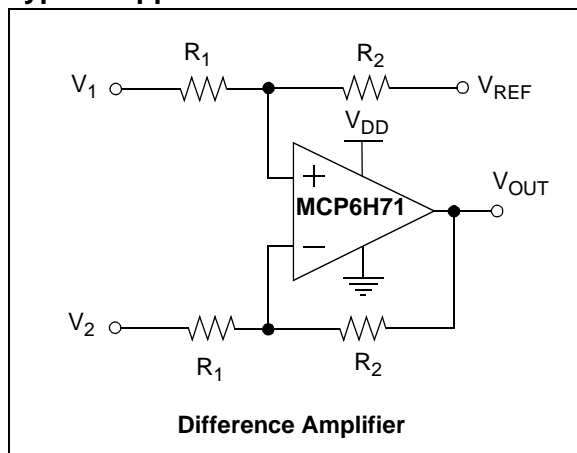 R1
R2
V1
VREF
VDD
VOUT
+
MCP6H71
−
V2
R1
R2
Difference Amplifier